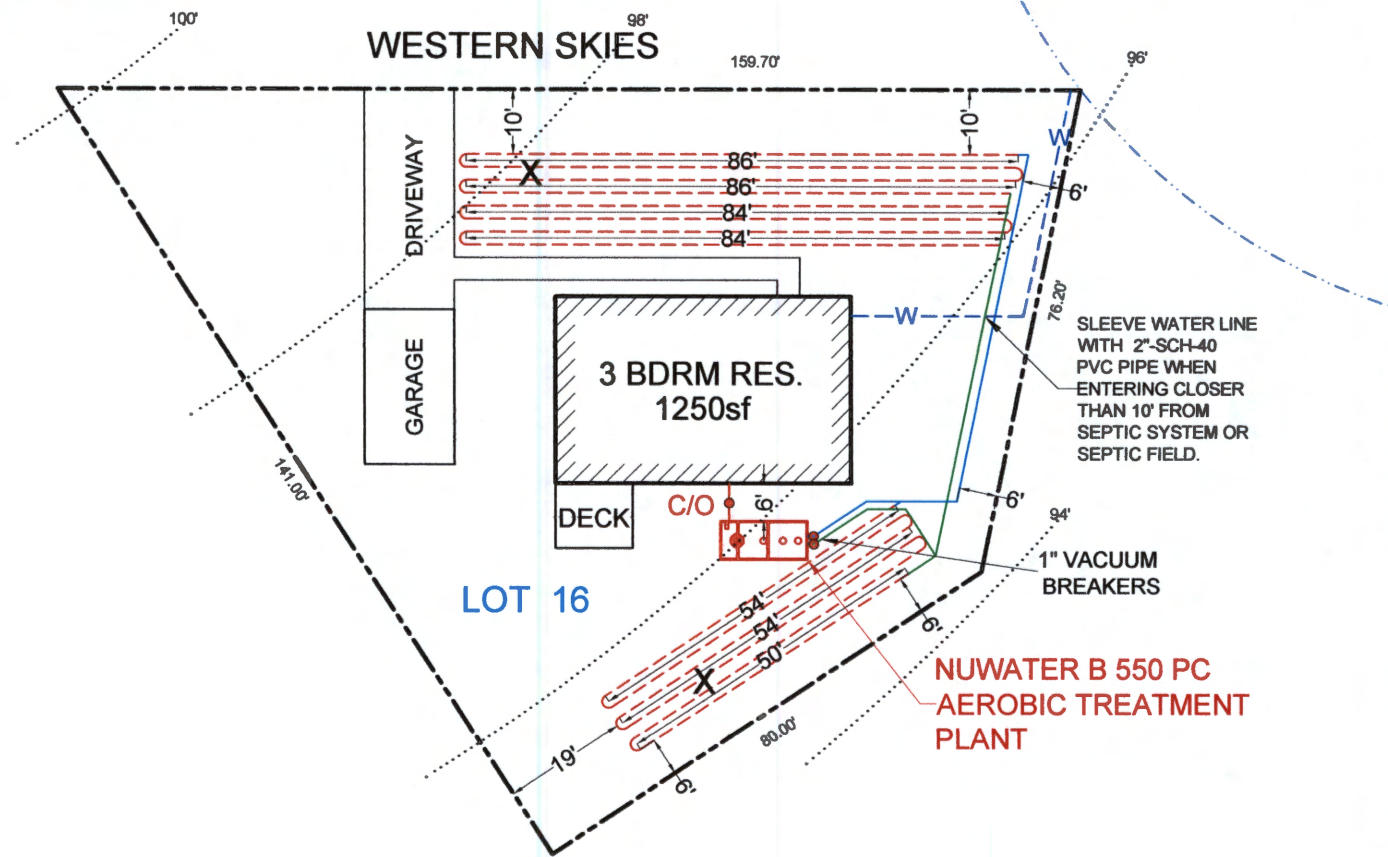 100'
98'
WESTERN SKIES
159.70'
96'
10'
10'
W
DRIVEWAY
X
86'
86'
84'
84'
6'
W
76.20'
SLEEVE WATER LINE
WITH 2"-SCH-40
PVC PIPE WHEN
ENTERING CLOSER
THAN 10' FROM
SEPTIC SYSTEM OR
SEPTIC FIELD.
GARAGE
3 BDRM RES.
1250sf
141.00'
6'
C/O
DECK
6'
94'
1" VACUUM
BREAKERS
LOT 16
54'
54'
50'
6'
X
NUWATER B 550 PC
AEROBIC TREATMENT
PLANT
19'
80.00'
6'